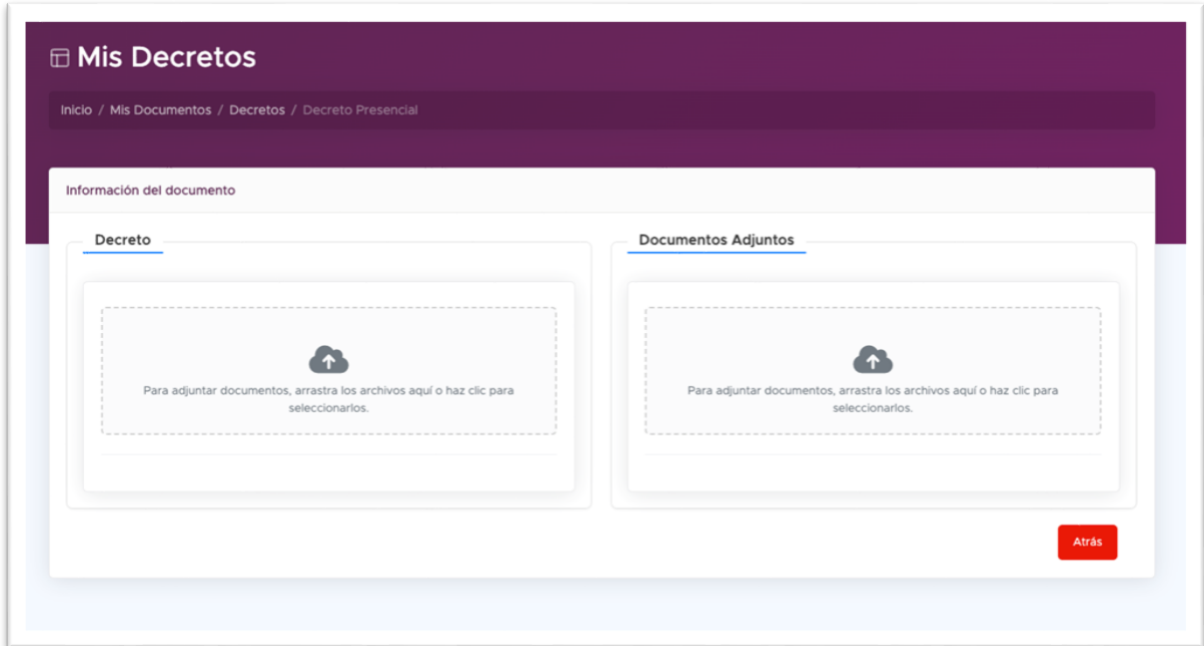 Mis Decretos
Inicio / Mis Documentos / Decretos / Decreto Presencial
Información del documento
Decreto
Para adjuntar documentos, arrastra los archivos aquí o haz clic para
seleccionarlos.
Documentos Adjuntos
Para adjuntar documentos, arrastra los archivos aquí o haz clic para
seleccionarlos.
Atrás